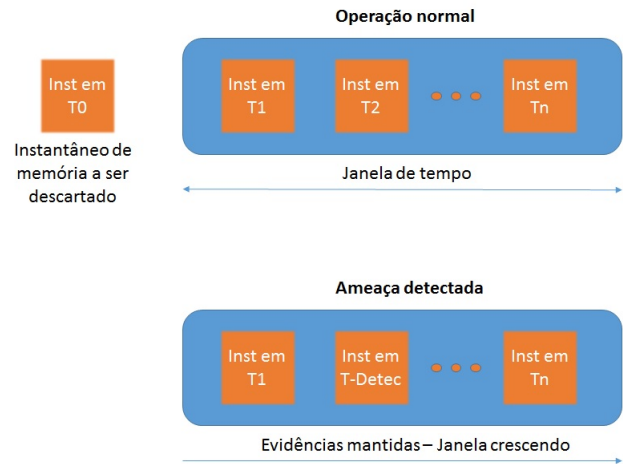 Operação normal
Inst em
T0
Inst em
T1
Inst em
T2
Inst em
Tn
Instantâneo de
memória a ser
descartado
Janela de tempo
Ameaça detectada
Inst em
T1
Inst em
T-Detec
Inst em
Tn
Evidências mantidas – Janela crescendo